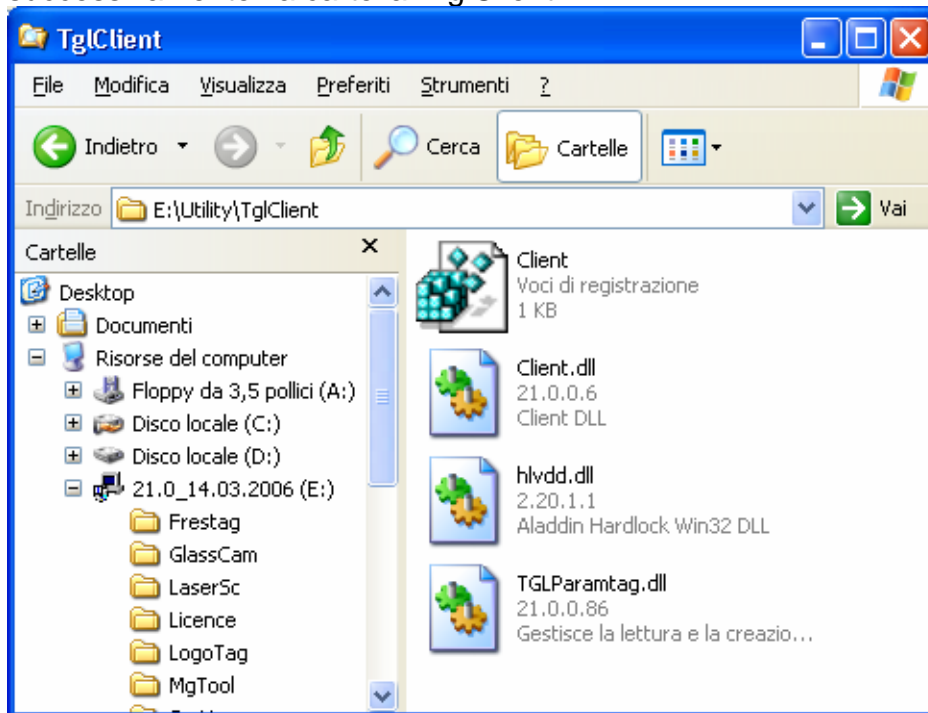 TglClient
File Modifica Visualizza Preferiti Strumenti ?
Indietro Cerca Cartelle
Indirizzo E:\Utility\TglClient Vai
Cartelle
Desktop
Documenti
Risorse del computer
Floppy da 3,5 pollici (A:)
Disco locale (C:)
Disco locale (D:)
21.0_14.03.2006 (E:)
Frestag
GlassCam
LaserSc
Licence
LogoTag
MgTool
Client
Voci di registrazione
1 KB
Client.dll
21.0.0.6
Client DLL
hlvdd.dll
2.20.1.1
Aladdin Hardlock Win32 DLL
TGLParamtag.dll
21.0.0.86
Gestisce la lettura e la creazio...